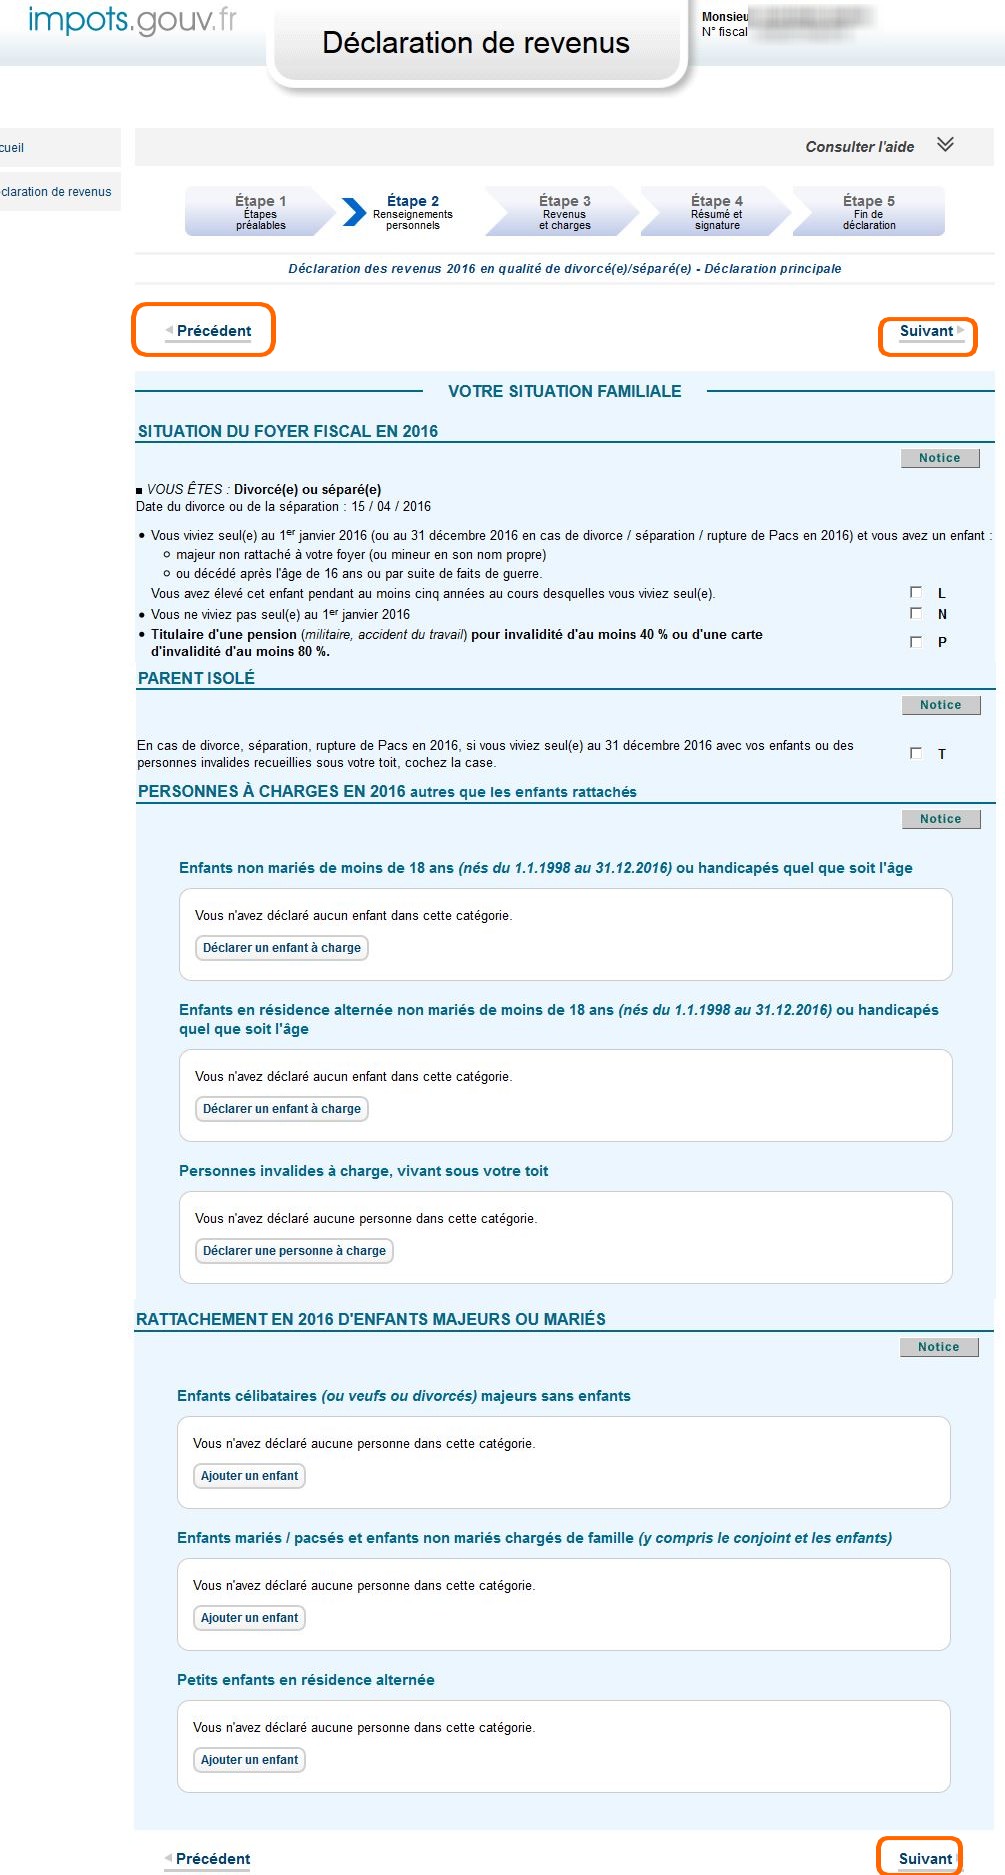 impots.gouv.fr
Déclaration de revenus
Monsieu
N° fiscal
cueil
claration de revenus
Consulter l'aide
Étape 1
Étapes
préalables
Étape 2
Renseignements
personnels
Étape 3
Revenus
et charges
Étape 4
Résumé et
signature
Étape 5
Fin de
déclaration
Déclaration des revenus 2016 en qualité de divorcé(e)/séparé(e) - Déclaration principale
Précédent
Suivant
VOTRE SITUATION FAMILIALE
SITUATION DU FOYER FISCAL EN 2016
Notice
■ VOUS ÊTES : Divorcé(e) ou séparé(e)
Date du divorce ou de la séparation : 15 / 04 / 2016
• Vous viviez seul(e) au 1er janvier 2016 (ou au 31 décembre 2016 en cas de divorce / séparation / rupture de Pacs en 2016) et vous avez un enfant :
o majeur non rattaché à votre foyer (ou mineur en son nom propre)
o ou décédé après l'âge de 16 ans ou par suite de faits de guerre.
Vous avez élevé cet enfant pendant au moins cinq années au cours desquelles vous viviez seul(e). L
• Vous ne viviez pas seul(e) au 1er janvier 2016 N
• Titulaire d'une pension (militaire, accident du travail) pour invalidité d'au moins 40 % ou d'une carte
d'invalidité d'au moins 80 %. P
PARENT ISOLÉ
Notice
En cas de divorce, séparation, rupture de Pacs en 2016, si vous viviez seul(e) au 31 décembre 2016 avec vos enfants ou des
personnes invalides recueillies sous votre toit, cochez la case. T
PERSONNES À CHARGES EN 2016 autres que les enfants rattachés
Notice
Enfants non mariés de moins de 18 ans (nés du 1.1.1998 au 31.12.2016) ou handicapés quel que soit l'âge
Vous n'avez déclaré aucun enfant dans cette catégorie.
Déclarer un enfant à charge
Enfants en résidence alternée non mariés de moins de 18 ans (nés du 1.1.1998 au 31.12.2016) ou handicapés
quel que soit l'âge
Vous n'avez déclaré aucun enfant dans cette catégorie.
Déclarer un enfant à charge
Personnes invalides à charge, vivant sous votre toit
Vous n'avez déclaré aucune personne dans cette catégorie.
Déclarer une personne à charge
RATTACHEMENT EN 2016 D'ENFANTS MAJEURS OU MARIÉS
Notice
Enfants célibataires (ou veufs ou divorcés) majeurs sans enfants
Vous n'avez déclaré aucune personne dans cette catégorie.
Ajouter un enfant
Enfants mariés / pacsés et enfants non mariés chargés de famille (y compris le conjoint et les enfants)
Vous n'avez déclaré aucune personne dans cette catégorie.
Ajouter un enfant
Petits enfants en résidence alternée
Vous n'avez déclaré aucune personne dans cette catégorie.
Ajouter un enfant
Précédent
Suivant